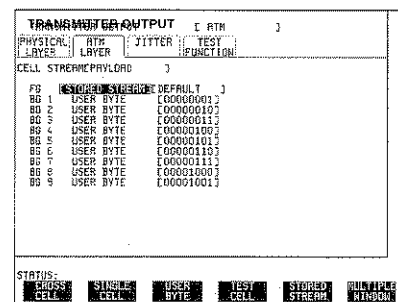 TRANSMITTER OUTPUT [ ATM ]
PHYSICAL LAYER ATM LAYER JITTER TEST FUNCTION
CELL STREAM[PAYLOAD ]
FG [STORED STREAM][DEFAULT ]
BG 1 USER BYTE [00000001]
BG 2 USER BYTE [00000010]
BG 3 USER BYTE [00000011]
BG 4 USER BYTE [00000100]
BG 5 USER BYTE [00000101]
BG 6 USER BYTE [00000110]
BG 7 USER BYTE [00000111]
BG 8 USER BYTE [00001000]
BG 9 USER BYTE [00001001]
STATUS:
CROSS CELL SINGLE CELL USER BYTE TEST CELL STORED STREAM MULTIPLE WINDOW